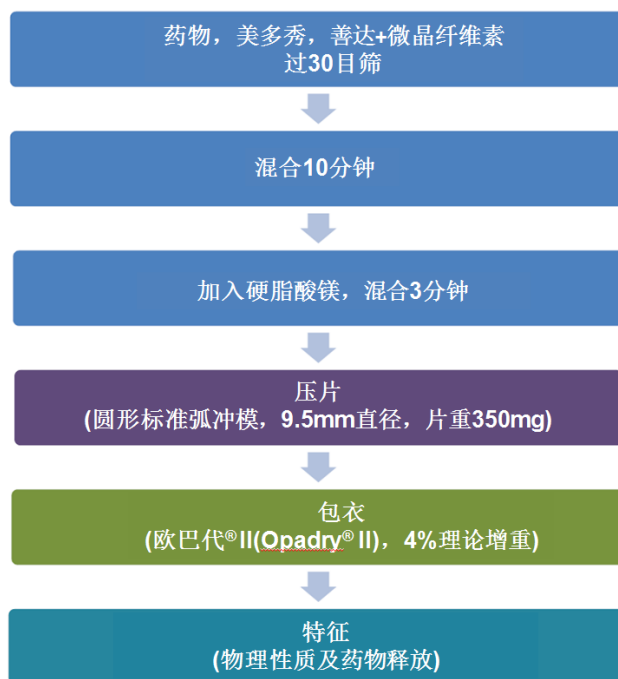 药物，美多秀，善达+微晶纤维素
过30目筛
混合10分钟
加入硬脂酸镁，混合3分钟
压片
(圆形标准弧冲模，9.5mm直径，片重350mg)
包衣
(欧巴代®II(Opadry® II)，4%理论增重)
特征
(物理性质及药物释放)